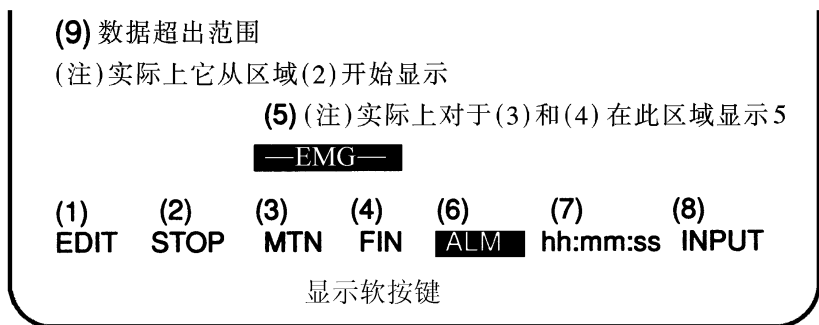 (9) 数据超出范围
(注)实际上它从区域(2)开始显示
(5) (注)实际上对于(3)和(4)在此区域显示5
—EMG—
(1) (2) (3) (4) (6) (7) (8)
EDIT STOP MTN FIN ALM hh:mm:ss INPUT
显示软按键